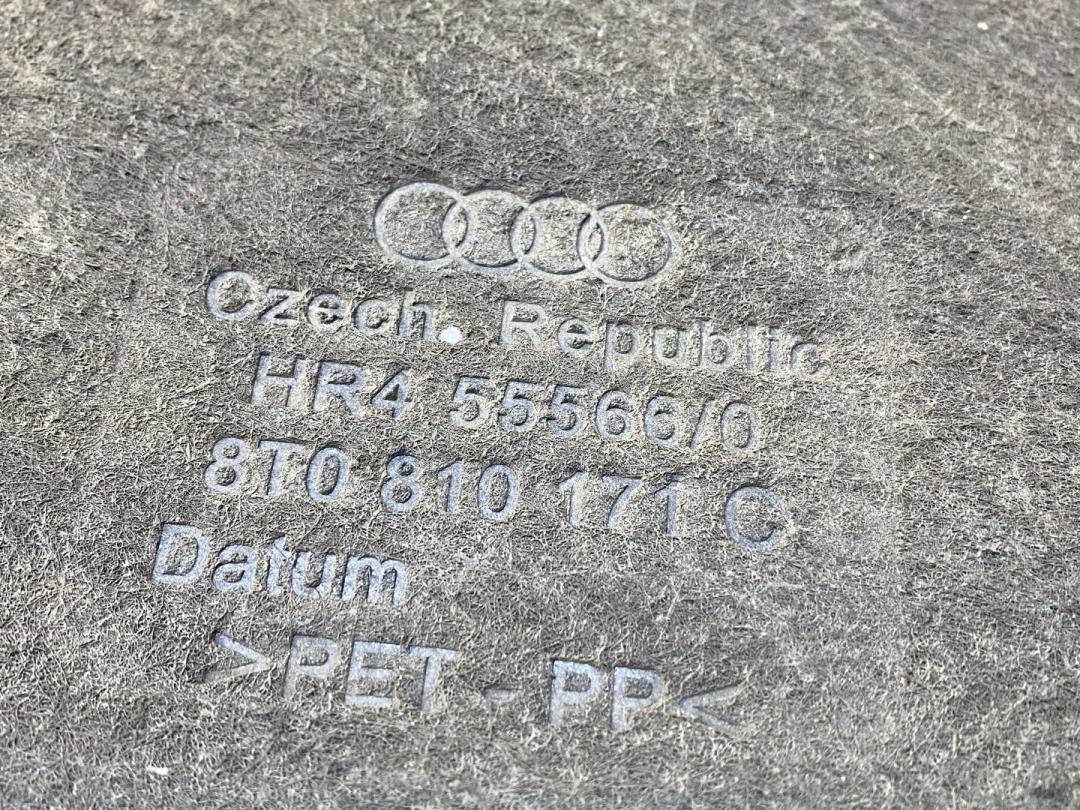 Czech. Republic
HR4 55566/0
8T0 810 171 C
Datum
>PET - PP<